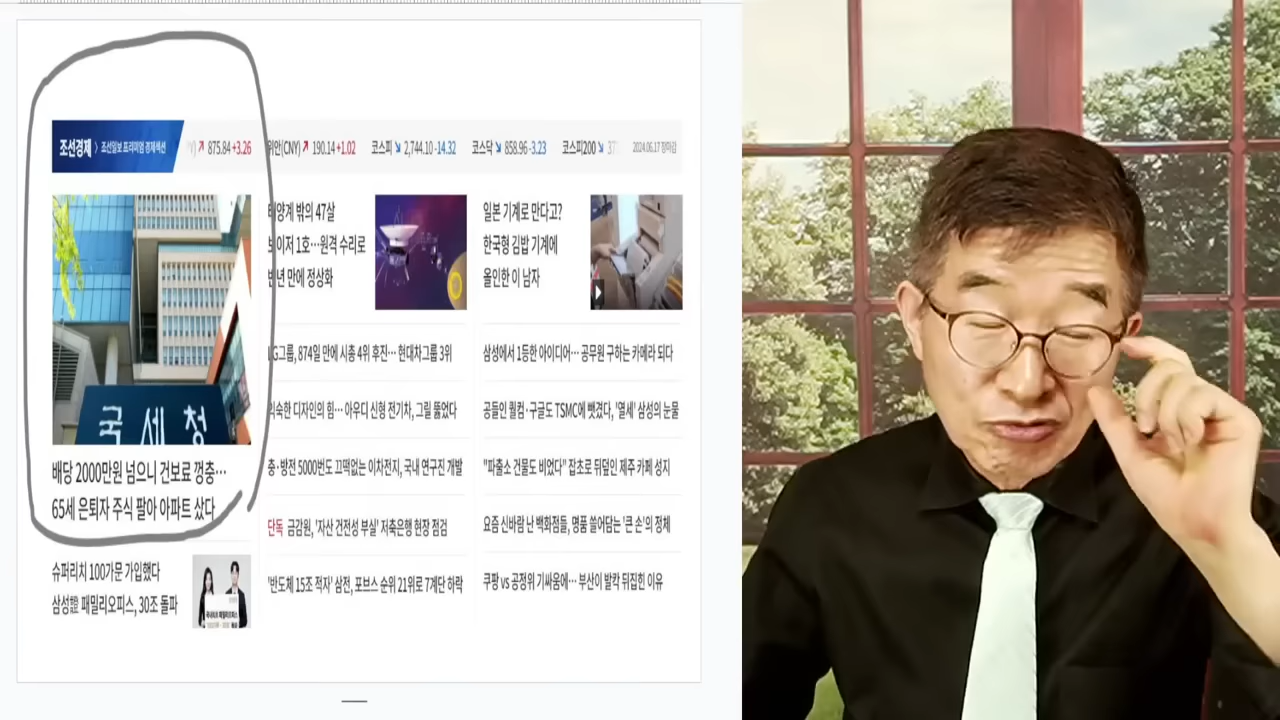 조선경제 > 조선일보 프리미엄 경제섹션
875.84 +3.26
위안(CNY) 190.14 +1.02
코스피 2,744.10 -14.32
코스닥 858.96 -3.23
코스피200
2024.06.17 장마감
국세청
배당 2000만원 넘으니 건보료 껑충…
65세 은퇴자 주식 팔아 아파트 샀다
슈퍼리치 100가문 가입했다
삼성證 패밀리오피스, 30조 돌파
태양계 밖의 47살
보이저 1호…원격 수리로
반년 만에 정상화
LG그룹, 874일 만에 시총 4위 후진… 현대차그룹 3위
익숙한 디자인의 힘… 아우디 신형 전기차, 그릴 뚫었다
충·방전 5000번도 끄떡없는 이차전지, 국내 연구진 개발
단독 금감원, '자산 건전성 부실' 저축은행 현장 점검
'반도체 15조 적자' 삼전, 포브스 순위 21위로 7계단 하락
일본 기계로 만다고?
한국형 김밥 기계에
올인한 이 남자
삼성에서 1등한 아이디어… 공무원 구하는 카메라 되다
공들인 퀄컴·구글도 TSMC에 뺏겼다, '멸세' 삼성의 눈물
"파출소 건물도 비었다" 잡초로 뒤덮인 제주 카페 성지
요즘 신바람 난 백화점들, 명품 쓸어담는 '큰 손'의 정체
쿠팡 vs 공정위 기싸움에… 부산이 발칵 뒤집힌 이유